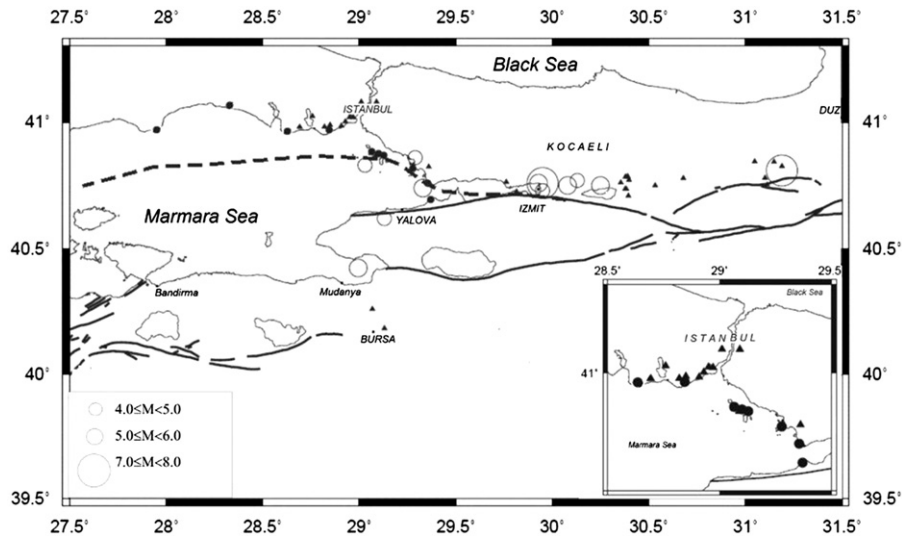 27.5° 28° 28.5° 29° 29.5° 30° 30.5° 31° 31.5°
Black Sea
ISTANBUL
DUZ
41°
41°
KOCAELI
Marmara Sea
YALOVA
IZMIT
40.5°
40.5°
Bandirma
Mudanya
BURSA
28.5° 29° 29.5°
Black Sea
ISTANBUL
41°
Marmara Sea
40°
40°
4.0≤M<5.0
5.0≤M<6.0
7.0≤M<8.0
39.5°
39.5°
27.5° 28° 28.5° 29° 29.5° 30° 30.5° 31° 31.5°